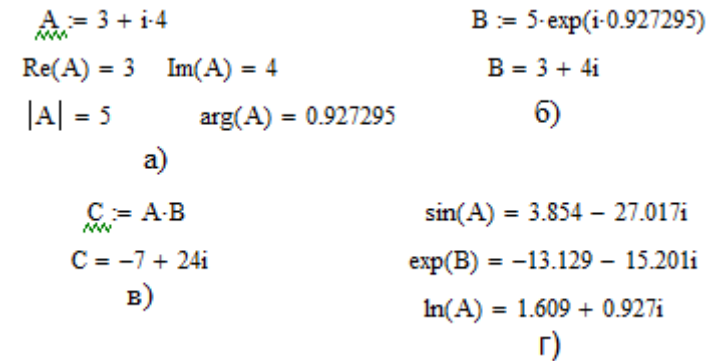 A := 3 + i·4
Re(A) = 3 Im(A) = 4
|A| = 5 arg(A) = 0.927295
а)
B := 5·exp(i·0.927295)
B = 3 + 4i
б)
C := A·B
C = −7 + 24i
в)
sin(A) = 3.854 − 27.017i
exp(B) = −13.129 − 15.201i
ln(A) = 1.609 + 0.927i
г)